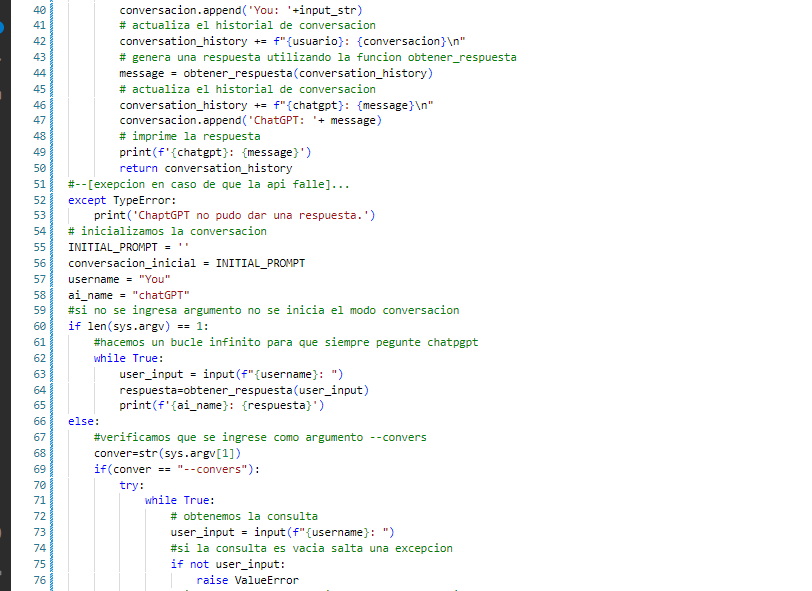 40 conversacion.append('You: '+input_str)
41 # actualiza el historial de conversacion
42 conversation_history += f"{usuario}: {conversacion}\n"
43 # genera una respuesta utilizando la funcion obtener_respuesta
44 message = obtener_respuesta(conversation_history)
45 # actualiza el historial de conversacion
46 conversation_history += f"{chatgpt}: {message}\n"
47 conversacion.append('ChatGPT: '+ message)
48 # imprime la respuesta
49 print(f'{chatgpt}: {message}')
50 return conversation_history
51 #--[exepcion en caso de que la api falle]...
52 except TypeError:
53 print('ChaptGPT no pudo dar una respuesta.')
54 # inicializamos la conversacion
55 INITIAL_PROMPT = ''
56 conversacion_inicial = INITIAL_PROMPT
57 username = "You"
58 ai_name = "chatGPT"
59 #si no se ingresa argumento no se inicia el modo conversacion
60 if len(sys.argv) == 1:
61 #hacemos un bucle infinito para que siempre pegunte chatpgpt
62 while True:
63 user_input = input(f"{username}: ")
64 respuesta=obtener_respuesta(user_input)
65 print(f'{ai_name}: {respuesta}')
66 else:
67 #verificamos que se ingrese como argumento --convers
68 conver=str(sys.argv[1])
69 if(conver == "--convers"):
70 try:
71 while True:
72 # obtenemos la consulta
73 user_input = input(f"{username}: ")
74 #si la consulta es vacia salta una excepcion
75 if not user_input:
76 raise ValueError